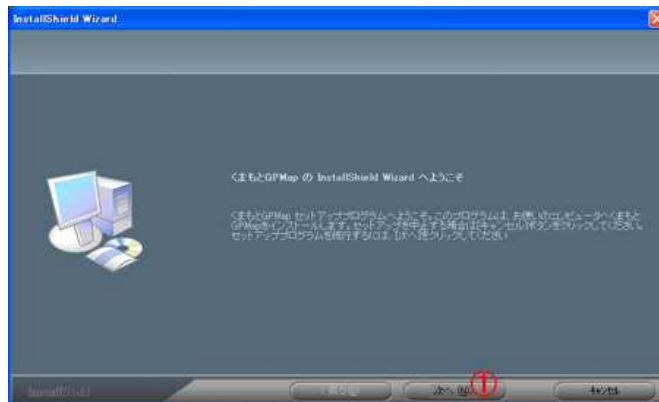 InstallShield Wizard
くまもとGPMap の InstallShield Wizard へようこそ
くまもとGPMap セットアッププログラムへようこそ。このプログラムは、お使いのコンピュータへくまもと
GPMapをインストールします。セットアップを中止する場合は[キャンセル]ボタンをクリックしてください。
セットアッププログラムを続行するには、[次へ]をクリックしてください
InstallShield
次へ
①
キャンセル